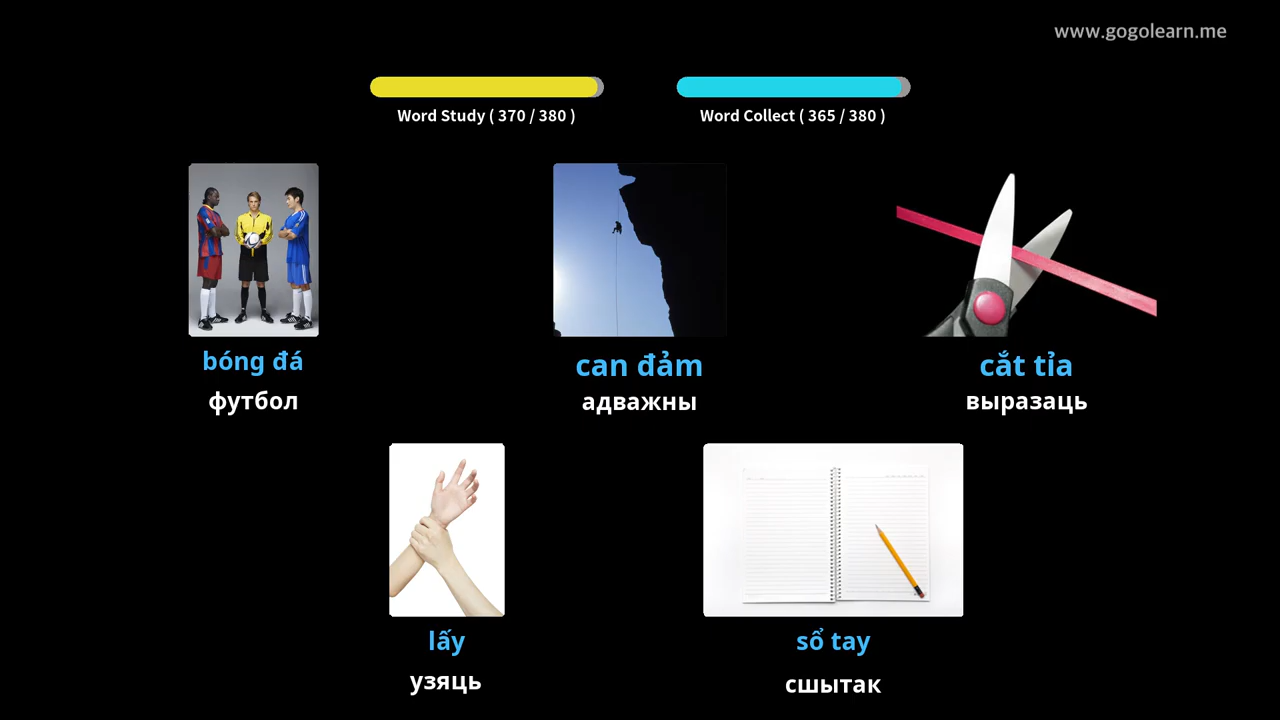 www.gogolearn.me
Word Study ( 370 / 380 )
Word Collect ( 365 / 380 )
bóng đá
футбол
can đảm
адважны
cắt tỉa
выразаць
lấy
узяць
sổ tay
сшытак